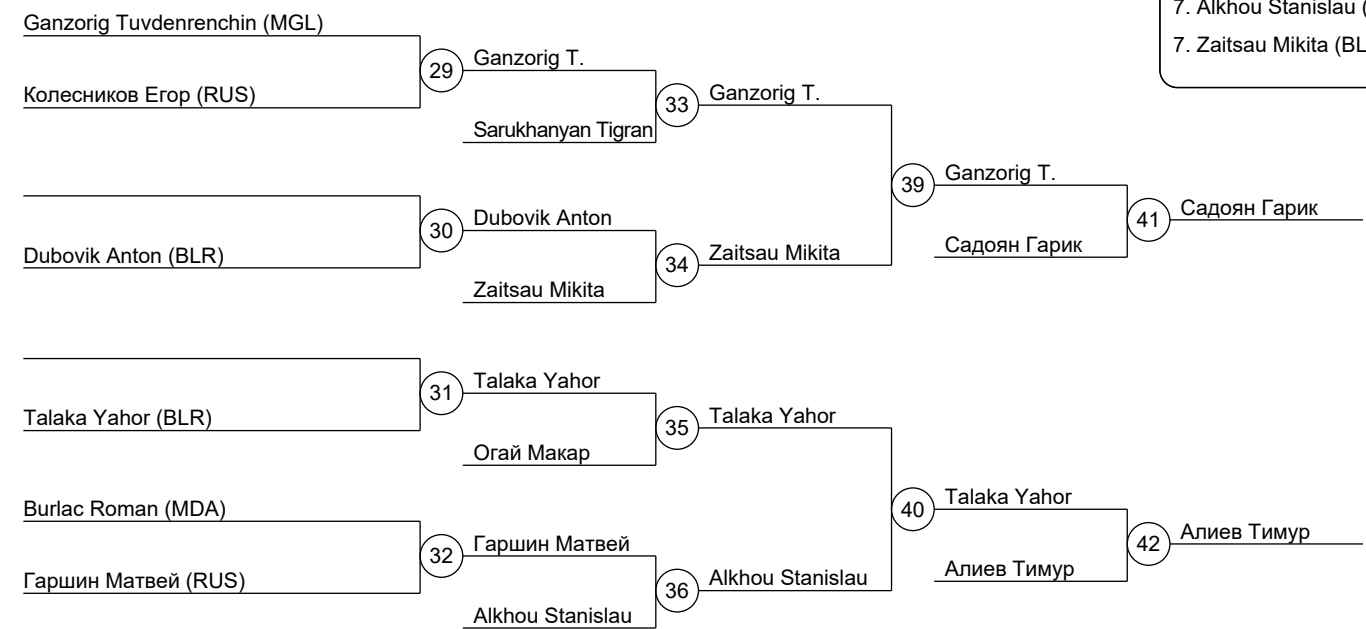 7. Alkhou Stanislau (
7. Zaitsau Mikita (BL
Ganzorig Tuvdenrenchin (MGL)
Колесников Егор (RUS)
29
Ganzorig T.
Sarukhanyan Tigran
33
Ganzorig T.
Dubovik Anton (BLR)
30
Dubovik Anton
Zaitsau Mikita
34
Zaitsau Mikita
39
Ganzorig T.
Садоян Гарик
41
Садоян Гарик
Talaka Yahor (BLR)
31
Talaka Yahor
Огай Макар
35
Talaka Yahor
Burlac Roman (MDA)
Гаршин Матвей (RUS)
32
Гаршин Матвей
Alkhou Stanislau
36
Alkhou Stanislau
40
Talaka Yahor
Алиев Тимур
42
Алиев Тимур